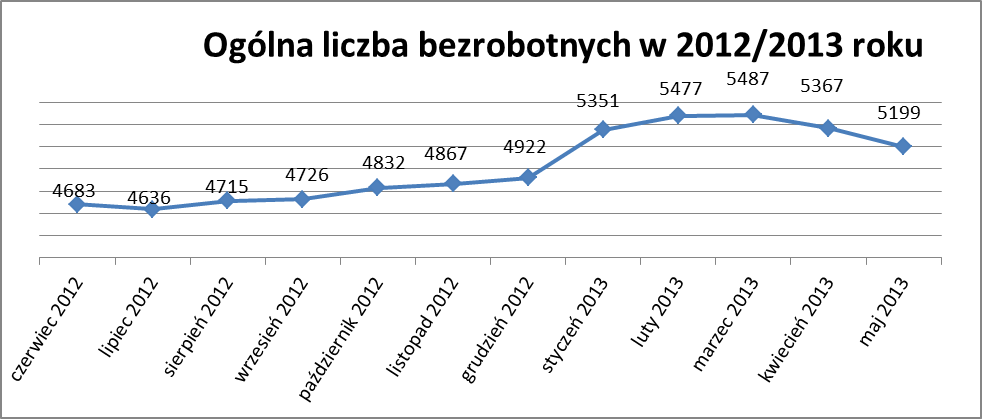 Ogólna liczba bezrobotnych w 2012/2013 roku
4683
4636
4715
4726
4832
4867
4922
5351
5477
5487
5367
5199
czerwiec 2012
lipiec 2012
sierpień 2012
wrzesień 2012
październik 2012
listopad 2012
grudzień 2012
styczeń 2013
luty 2013
marzec 2013
kwiecień 2013
maj 2013